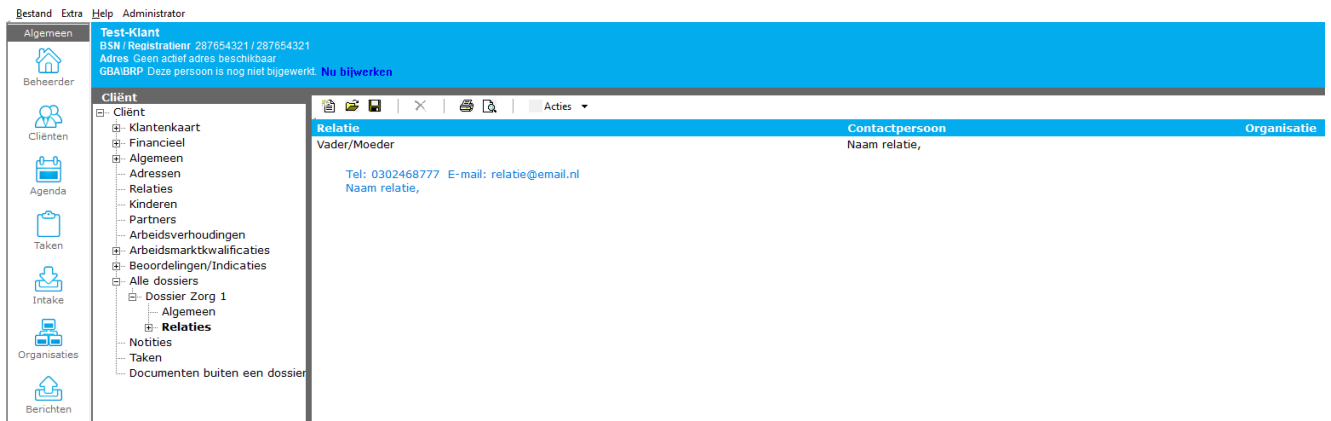 Bestand Extra Help Administrator
Algemeen
Beheerder
Cliënten
Agenda
Taken
Intake
Organisaties
Berichten
Test-Klant
BSN / Registratienr 287654321 / 287654321
Adres Geen actief adres beschikbaar
GBA\BRP Deze persoon is nog niet bijgewerkt. Nu bijwerken
Cliënt
Cliënt
Klantenkaart
Financieel
Algemeen
Adressen
Relaties
Kinderen
Partners
Arbeidsverhoudingen
Arbeidsmarktkwalificaties
Beoordelingen/Indicaties
Alle dossiers
Dossier Zorg 1
Algemeen
Relaties
Notities
Taken
Documenten buiten een dossier
Acties
Relatie Contactpersoon Organisatie
Vader/Moeder Naam relatie,
Tel: 0302468777 E-mail: relatie@email.nl
Naam relatie,